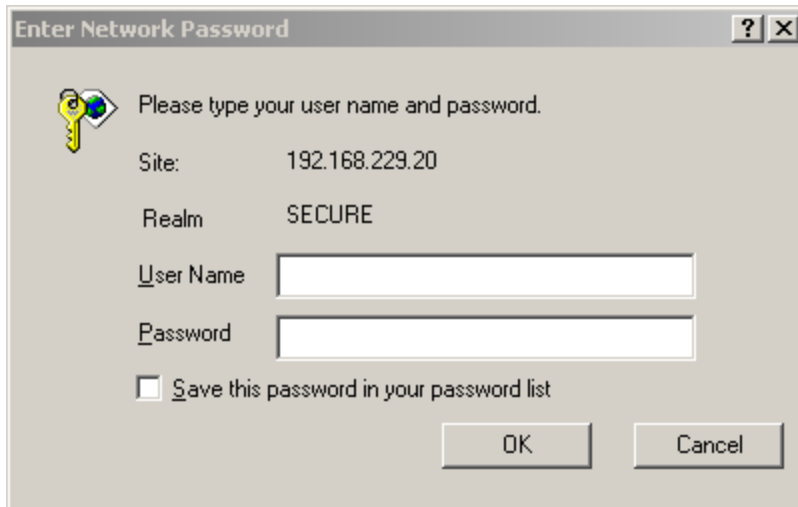 Enter Network Password
Please type your user name and password.
Site: 192.168.229.20
Realm SECURE
User Name
Password
Save this password in your password list
OK Cancel